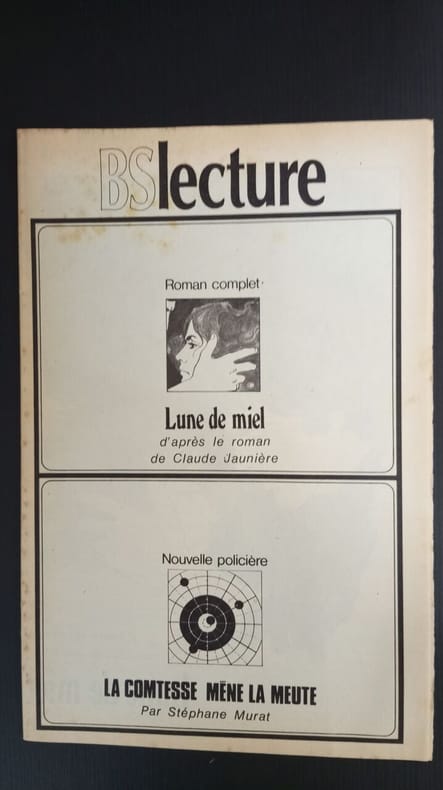 BSlecture
Roman complet
Lune de miel
d'après le roman
de Claude Jaunière
Nouvelle policière
LA COMTESSE MÈNE LA MEUTE
Par Stéphane Murat